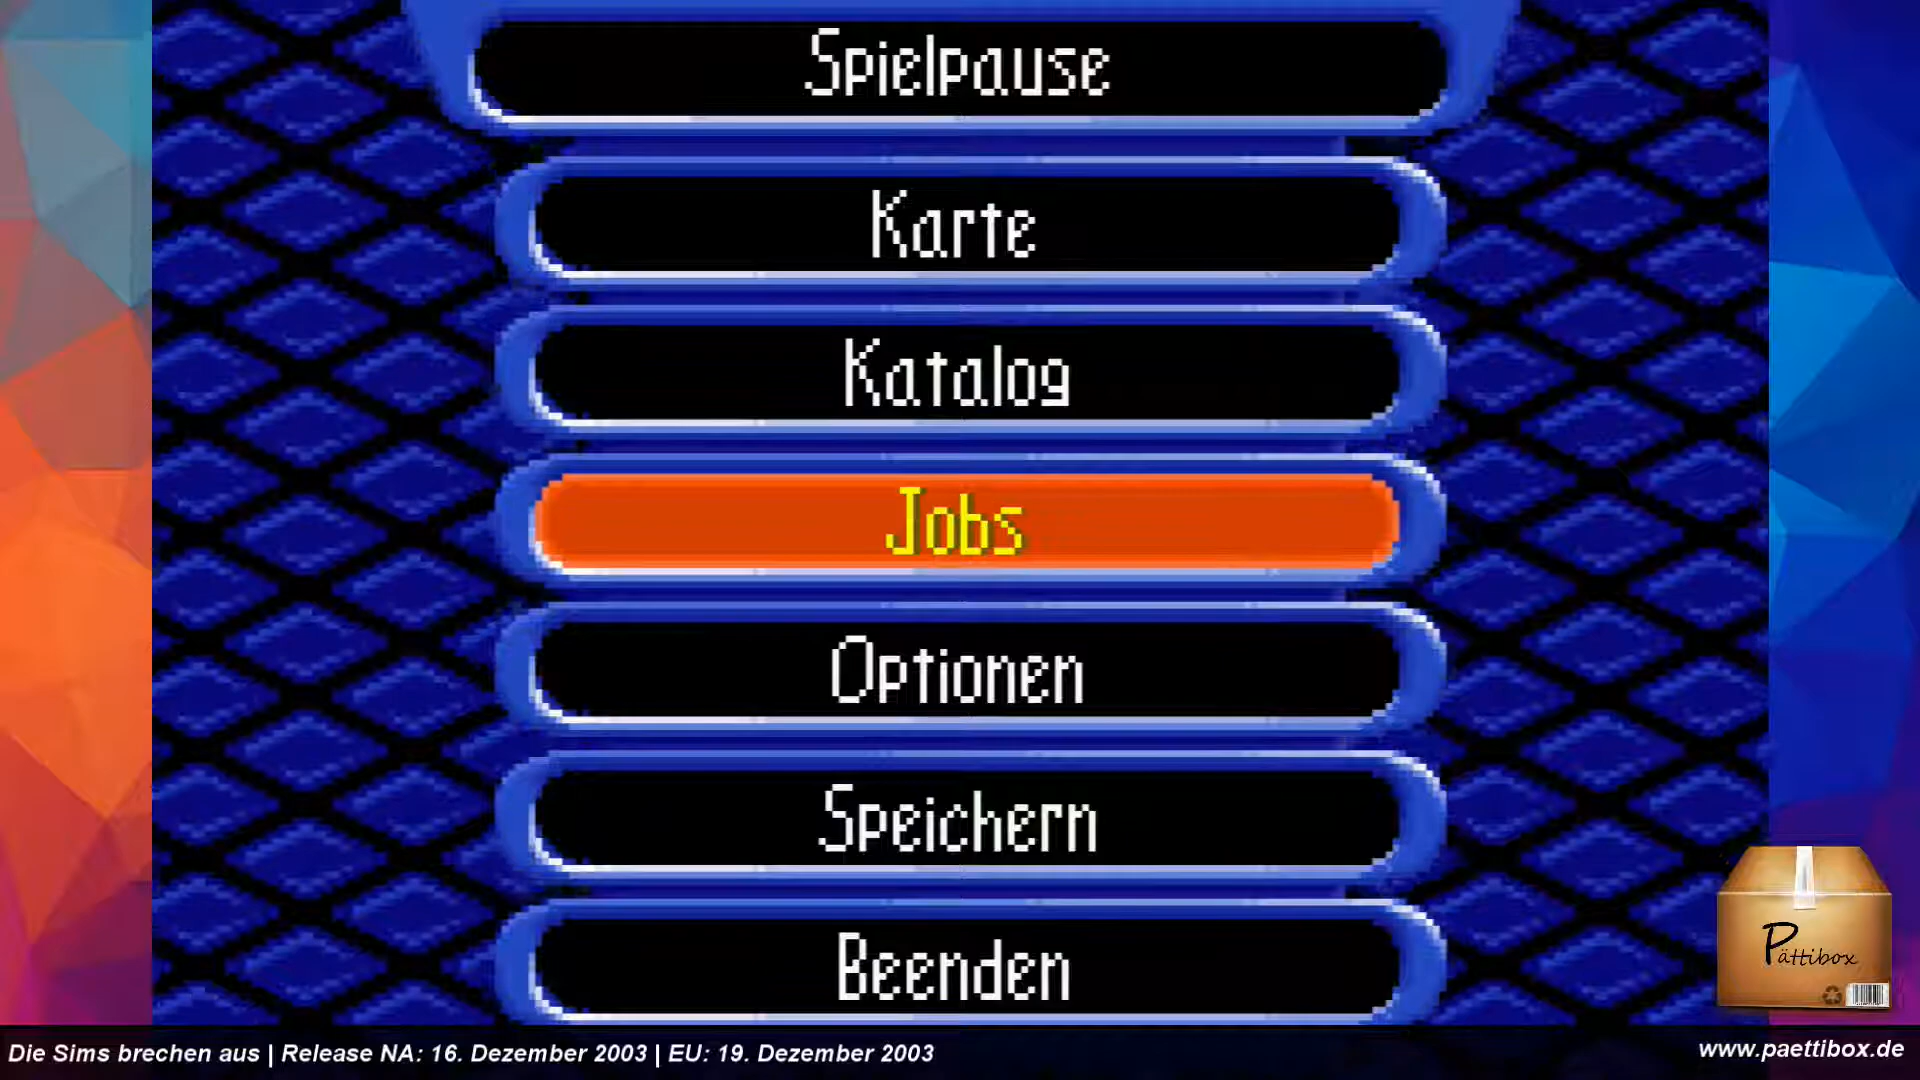 Spielpause
Karte
Katalog
Jobs
Optionen
Speichern
Beenden
Pättibox
Die Sims brechen aus | Release NA: 16. Dezember 2003 | EU: 19. Dezember 2003
www.paettibox.de